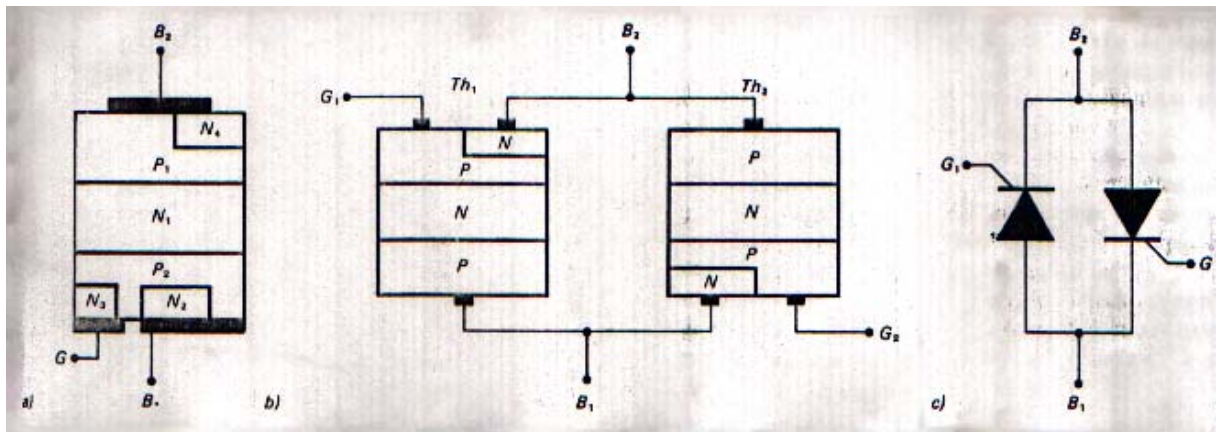 B₂
N₄
P₁
N₁
P₂
N₃
N₂
G
a)
B₁
b)
G₁
Th₁
B₂
Th₂
N
P
N
P
P
N
P
N
G₂
B₁
c)
B₂
G₁
G
B₁